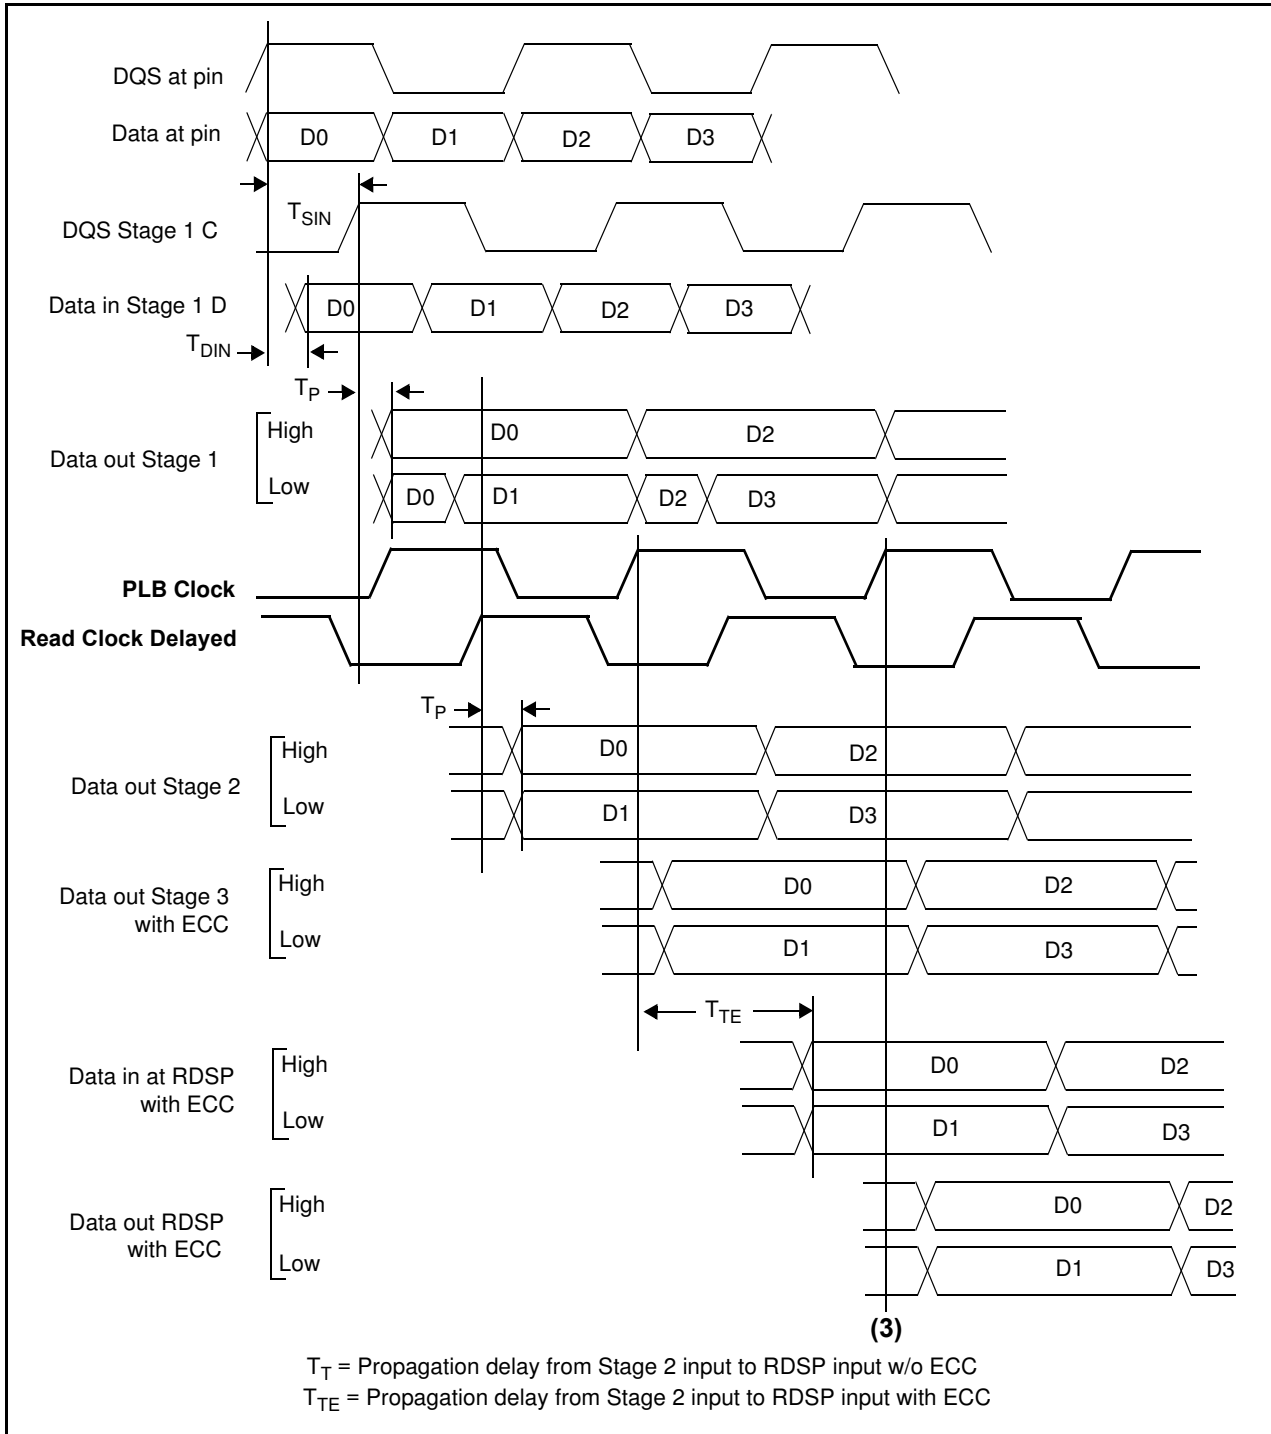 DQS at pin
Data at pin
D0 D1 D2 D3
T_SIN
DQS Stage 1 C
Data in Stage 1 D
D0 D1 D2 D3
T_DIN
T_P
Data out Stage 1
High
D0 D2
Low
D0 D1 D2 D3
PLB Clock
Read Clock Delayed
T_P
Data out Stage 2
High
D0 D2
Low
D1 D3
Data out Stage 3
with ECC
High
D0 D2
Low
D1 D3
T_TE
Data in at RDSP
with ECC
High
D0 D2
Low
D1 D3
Data out RDSP
with ECC
High
D0 D2
Low
D1 D3
(3)
T_T = Propagation delay from Stage 2 input to RDSP input w/o ECC
T_TE = Propagation delay from Stage 2 input to RDSP input with ECC